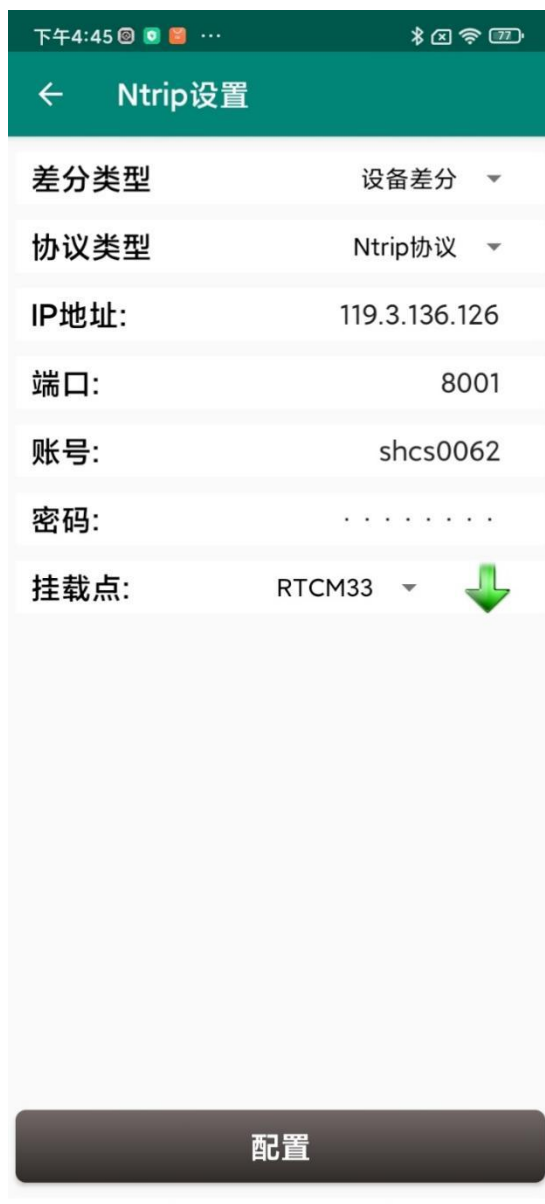 下午4:45 ... 77
Ntrip设置
差分类型 设备差分
协议类型 Ntrip协议
IP地址: 119.3.136.126
端口: 8001
账号: shcs0062
密码: ········
挂载点: RTCM33
配置